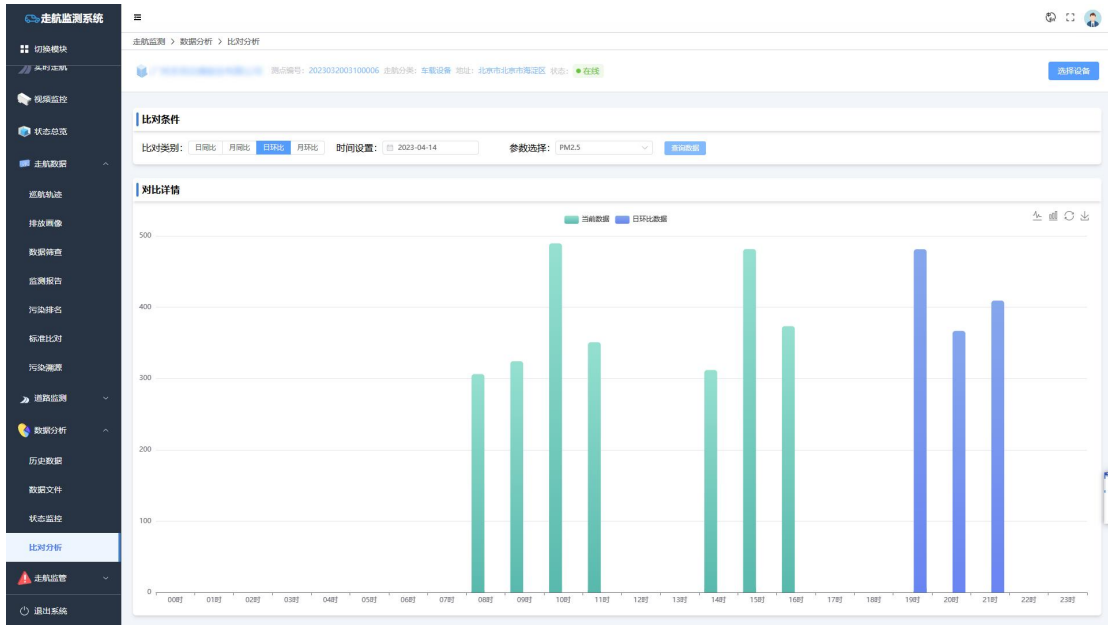 走航监测系统
切换模块
实时走航
视频监控
状态总览
走航数据
巡航轨迹
排放画像
数据筛查
监测报告
污染排名
标准比对
污染溯源
道路监测
数据分析
历史数据
数据文件
状态监控
比对分析
走航监管
退出系统
走航监测 > 数据分析 > 比对分析
测点编号: 2023032003100006 走航分类: 车载设备 地址: 北京市北京市海淀区 状态: 在线
选择设备
比对条件
比对类别: 日同比 月同比 日环比 月环比 时间设置: 2023-04-14 参数选择: PM2.5 查询数据
对比详情
当前数据 日环比数据
500
400
300
200
100
0
00时 01时 02时 03时 04时 05时 06时 07时 08时 09时 10时 11时 12时 13时 14时 15时 16时 17时 18时 19时 20时 21时 22时 23时